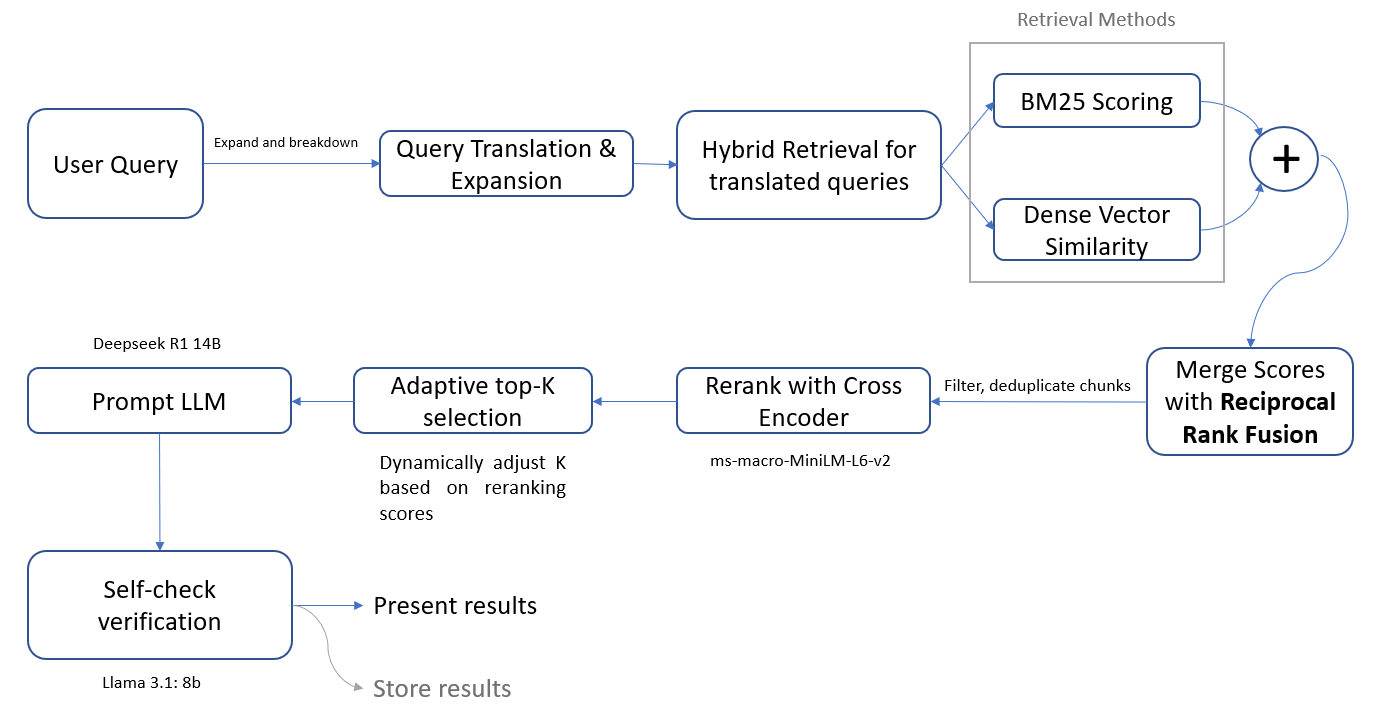 Retrieval Methods
User Query
Expand and breakdown
Query Translation &
Expansion
Hybrid Retrieval for
translated queries
BM25 Scoring
Dense Vector
Similarity
+
Merge Scores
with Reciprocal
Rank Fusion
Filter, deduplicate chunks
Rerank with Cross
Encoder
ms-macro-MiniLM-L6-v2
Adaptive top-K
selection
Dynamically adjust K
based on reranking
scores
Deepseek R1 14B
Prompt LLM
Self-check
verification
Llama 3.1: 8b
Present results
Store results